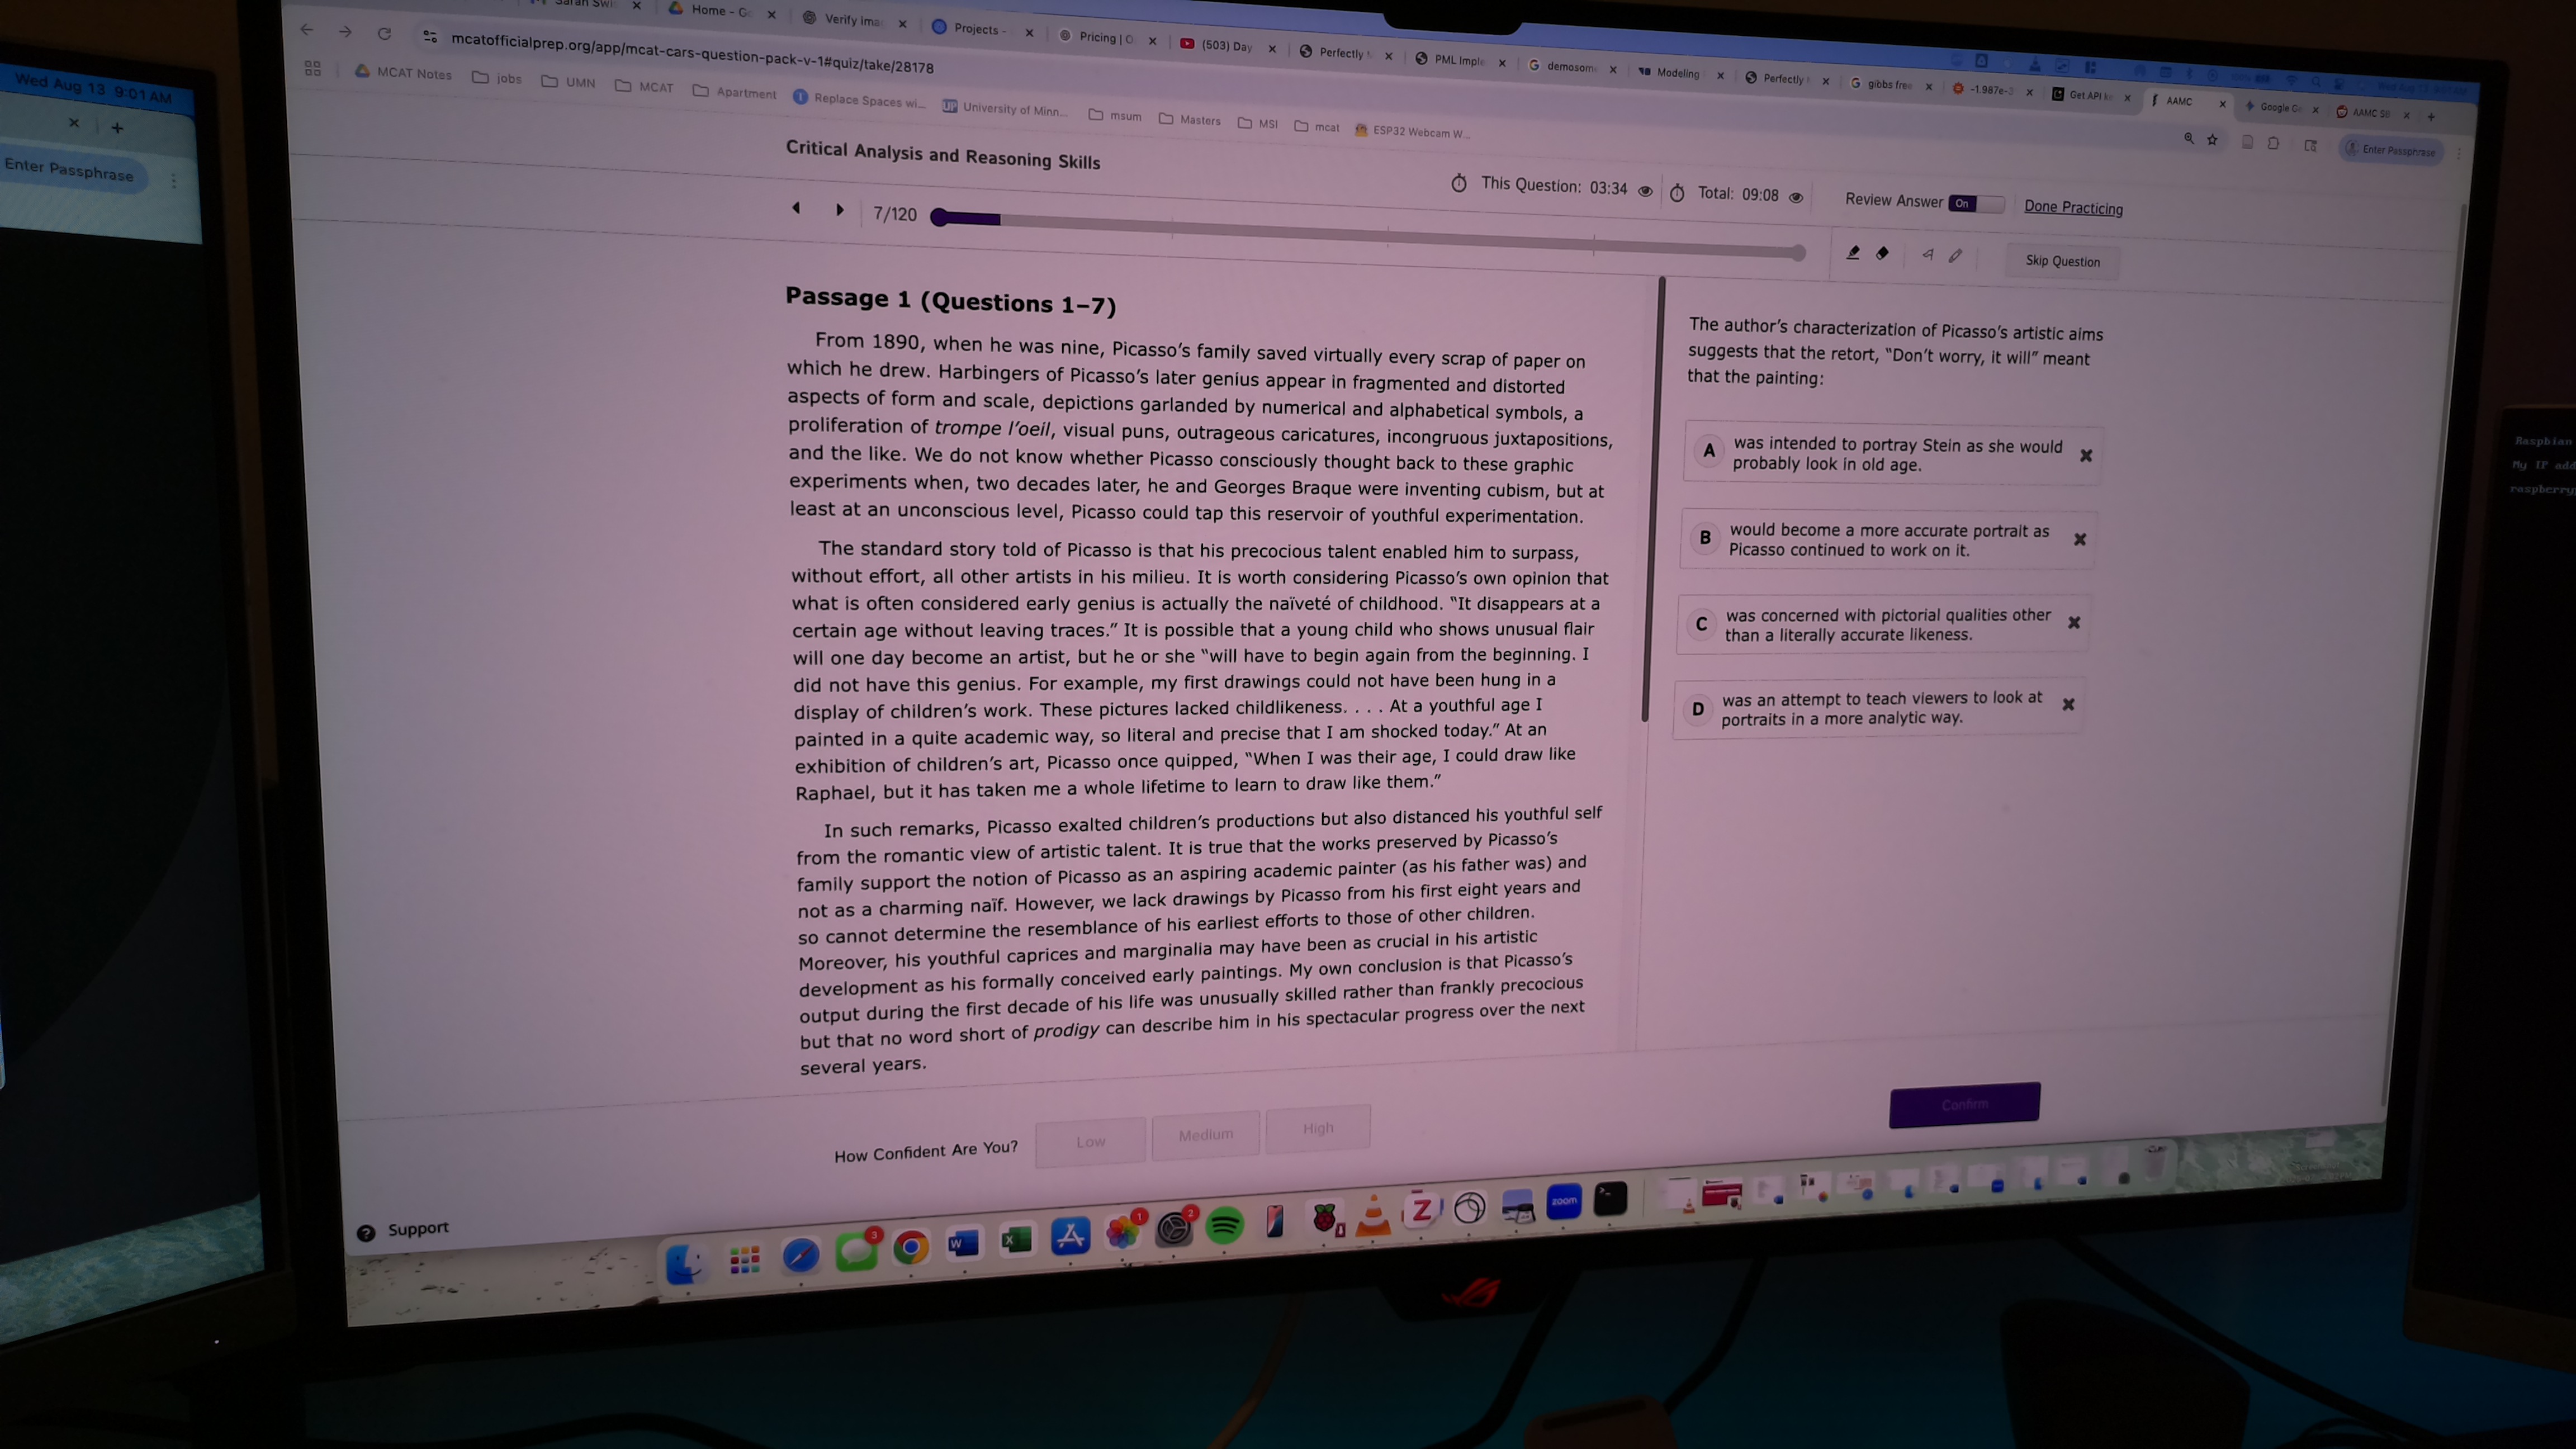 Wed Aug 13 9:01 AM
Enter Passphrase
Home - G
Verify ima
Projects -
Pricing | O
(503) Day
Perfectly
PML Imple
demosom
Modeling
Perfectly
gibbs free
-1.987e-
Get API k
AAMC
Google Ge
AAMC SB
mcatofficialprep.org/app/mcat-cars-question-pack-v-1#quiz/take/28178
Enter Passphrase
MCAT Notes
jobs
UMN
MCAT
Apartment
Replace Spaces wi...
University of Minn...
msum
Masters
MSI
mcat
ESP32 Webcam W...
Critical Analysis and Reasoning Skills
This Question: 03:34
Total: 09:08
Review Answer On
Done Practicing
7/120
Skip Question
Passage 1 (Questions 1–7)
From 1890, when he was nine, Picasso's family saved virtually every scrap of paper on
which he drew. Harbingers of Picasso's later genius appear in fragmented and distorted
aspects of form and scale, depictions garlanded by numerical and alphabetical symbols, a
proliferation of trompe l'oeil, visual puns, outrageous caricatures, incongruous juxtapositions,
and the like. We do not know whether Picasso consciously thought back to these graphic
experiments when, two decades later, he and Georges Braque were inventing cubism, but at
least at an unconscious level, Picasso could tap this reservoir of youthful experimentation.
The standard story told of Picasso is that his precocious talent enabled him to surpass,
without effort, all other artists in his milieu. It is worth considering Picasso's own opinion that
what is often considered early genius is actually the naïveté of childhood. "It disappears at a
certain age without leaving traces." It is possible that a young child who shows unusual flair
will one day become an artist, but he or she "will have to begin again from the beginning. I
did not have this genius. For example, my first drawings could not have been hung in a
display of children's work. These pictures lacked childlikeness. . . . At a youthful age I
painted in a quite academic way, so literal and precise that I am shocked today." At an
exhibition of children's art, Picasso once quipped, "When I was their age, I could draw like
Raphael, but it has taken me a whole lifetime to learn to draw like them."
In such remarks, Picasso exalted children's productions but also distanced his youthful self
from the romantic view of artistic talent. It is true that the works preserved by Picasso's
family support the notion of Picasso as an aspiring academic painter (as his father was) and
not as a charming naïf. However, we lack drawings by Picasso from his first eight years and
so cannot determine the resemblance of his earliest efforts to those of other children.
Moreover, his youthful caprices and marginalia may have been as crucial in his artistic
development as his formally conceived early paintings. My own conclusion is that Picasso's
output during the first decade of his life was unusually skilled rather than frankly precocious
but that no word short of prodigy can describe him in his spectacular progress over the next
several years.
The author's characterization of Picasso's artistic aims
suggests that the retort, "Don't worry, it will" meant
that the painting:
A was intended to portray Stein as she would
probably look in old age.
B would become a more accurate portrait as
Picasso continued to work on it.
C was concerned with pictorial qualities other
than a literally accurate likeness.
D was an attempt to teach viewers to look at
portraits in a more analytic way.
How Confident Are You?
Low
Medium
High
Confirm
Support
3
1
2
zoom
Raspbian
My IP add
raspberry